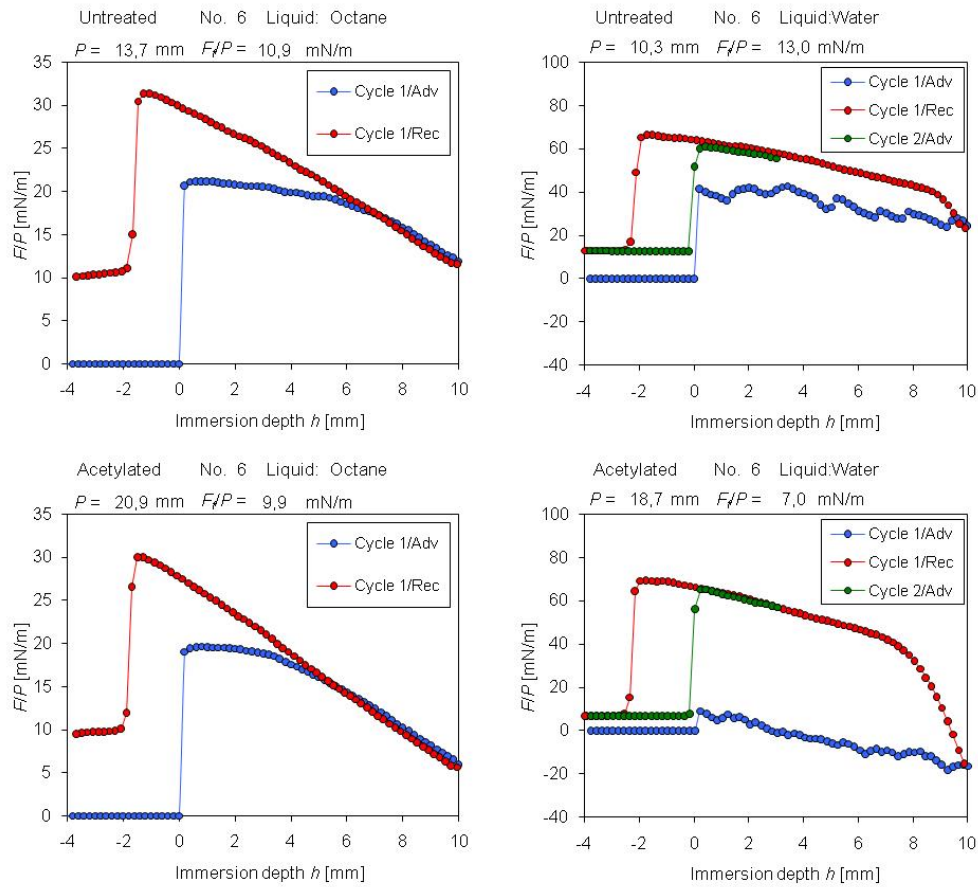 Untreated No. 6 Liquid: Octane
P = 13,7 mm Ff/P = 10,9 mN/m
35
30
25
20
15
10
5
0
F/P [mN/m]
Cycle 1/Adv
Cycle 1/Rec
-4 -2 0 2 4 6 8 10
Immersion depth h [mm]
Untreated No. 6 Liquid:Water
P = 10,3 mm Ff/P = 13,0 mN/m
100
80
60
40
20
0
-20
-40
F/P [mN/m]
Cycle 1/Adv
Cycle 1/Rec
Cycle 2/Adv
-4 -2 0 2 4 6 8 10
Immersion depth h [mm]
Acetylated No. 6 Liquid: Octane
P = 20,9 mm Ff/P = 9,9 mN/m
35
30
25
20
15
10
5
0
F/P [mN/m]
Cycle 1/Adv
Cycle 1/Rec
-4 -2 0 2 4 6 8 10
Immersion depth h [mm]
Acetylated No. 6 Liquid:Water
P = 18,7 mm Ff/P = 7,0 mN/m
100
80
60
40
20
0
-20
-40
F/P [mN/m]
Cycle 1/Adv
Cycle 1/Rec
Cycle 2/Adv
-4 -2 0 2 4 6 8 10
Immersion depth h [mm]